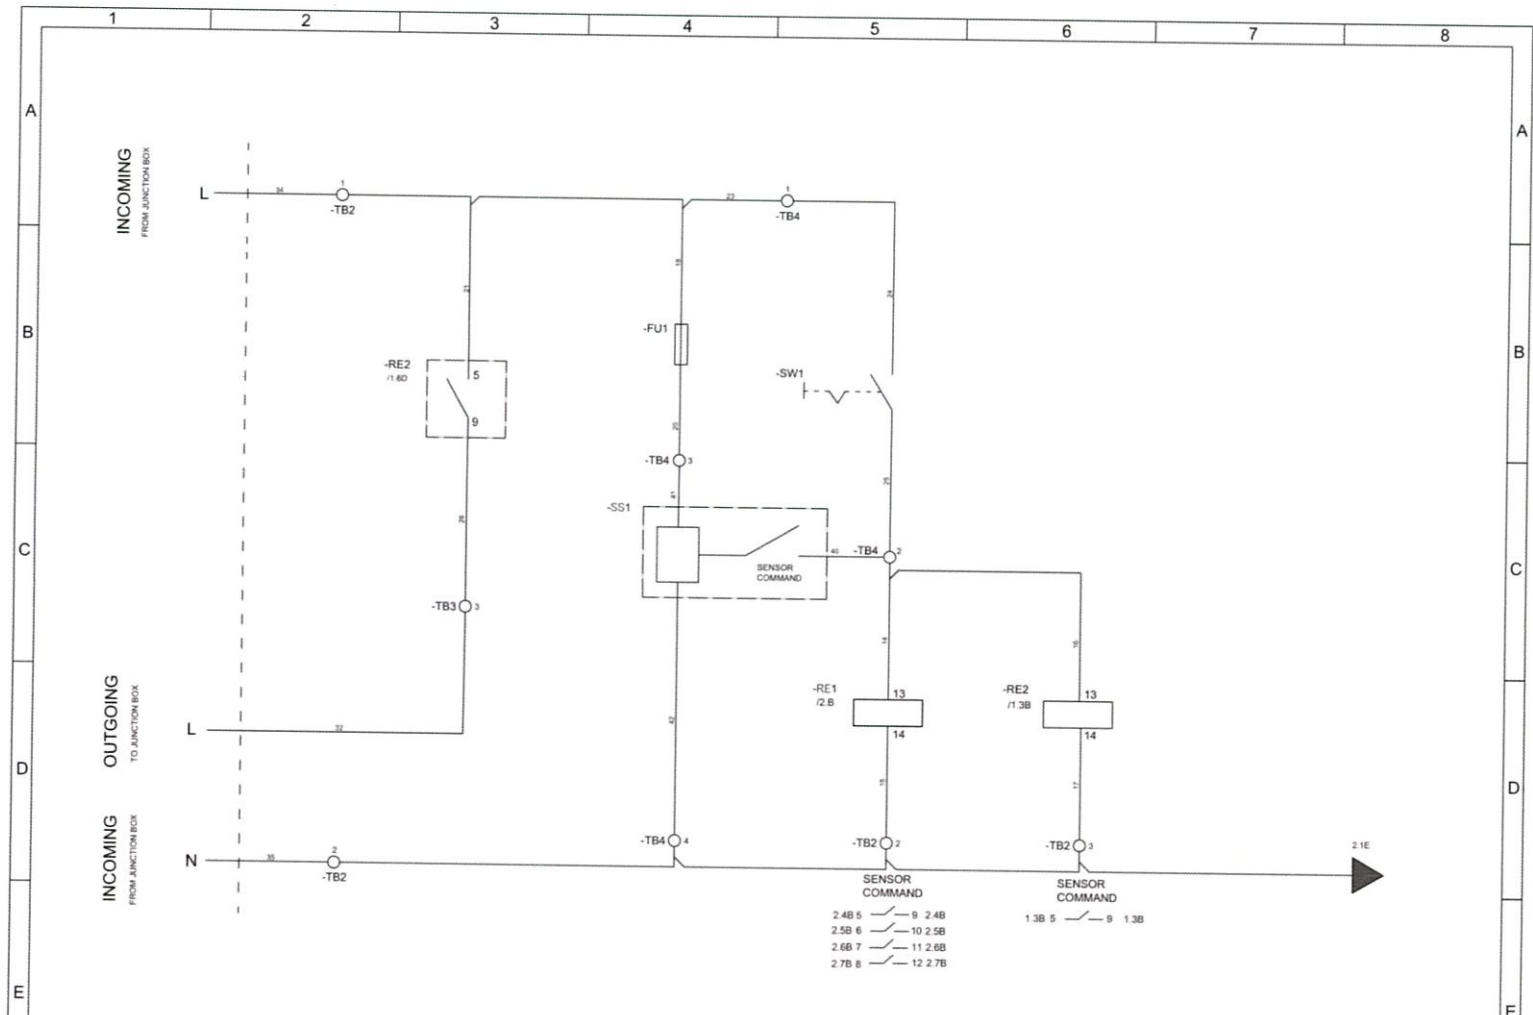 1 2 3 4 5 6 7 8
A A
INCOMING
FROM JUNCTION BOX
L 34 1 23 1
-TB2 -TB4
21 18 24
B B
-FU1
-RE2
/1.6D
5
9
-SW1
20
-TB4 3
41
25
-SS1
26
C C
40 -TB4 2
SENSOR
COMMAND
-TB3 3
14 16
OUTGOING
TO JUNCTION BOX
L 32
-RE1 13
/2.B
14
-RE2 13
/1.3B
14
42
D D
15 17
INCOMING
FROM JUNCTION BOX
N 35 2
-TB2
-TB4 4
-TB2 2
-TB2 3
2.1E
SENSOR
COMMAND
SENSOR
COMMAND
2.4B 5 9 2.4B
2.5B 6 10 2.5B
2.6B 7 11 2.6B
2.7B 8 12 2.7B
1.3B 5 9 1.3B
E